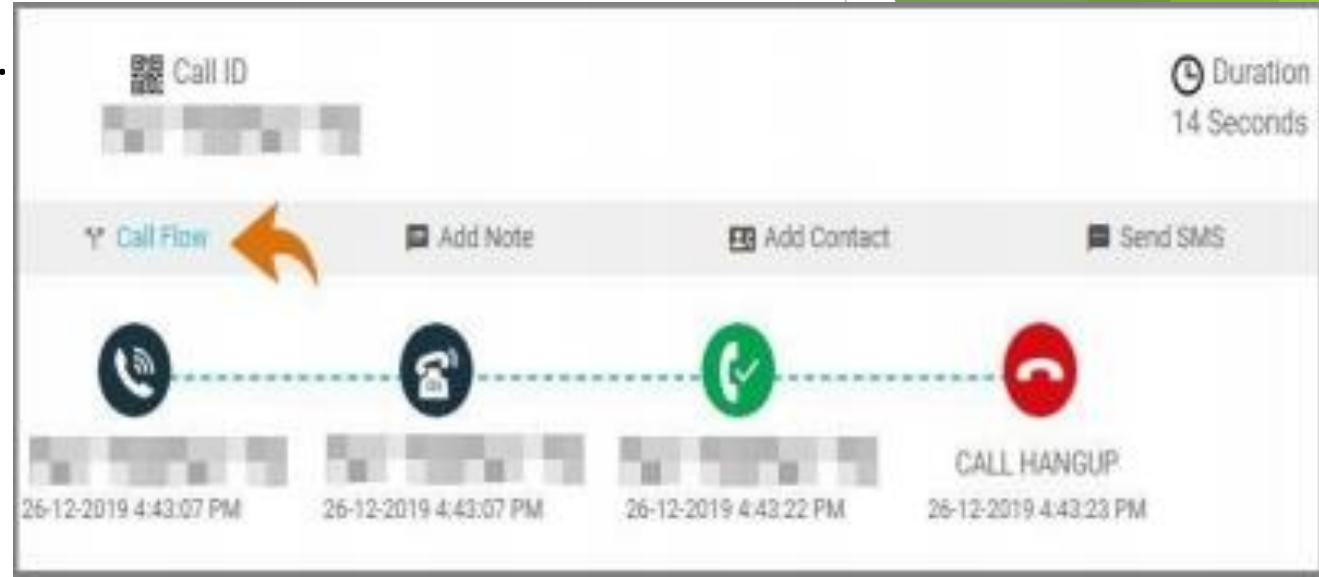 Call ID
Duration
14 Seconds
Call Flow
Add Note
Add Contact
Send SMS
CALL HANGUP
26-12-2019 4:43:07 PM
26-12-2019 4:43:07 PM
26-12-2019 4:43:22 PM
26-12-2019 4:43:23 PM